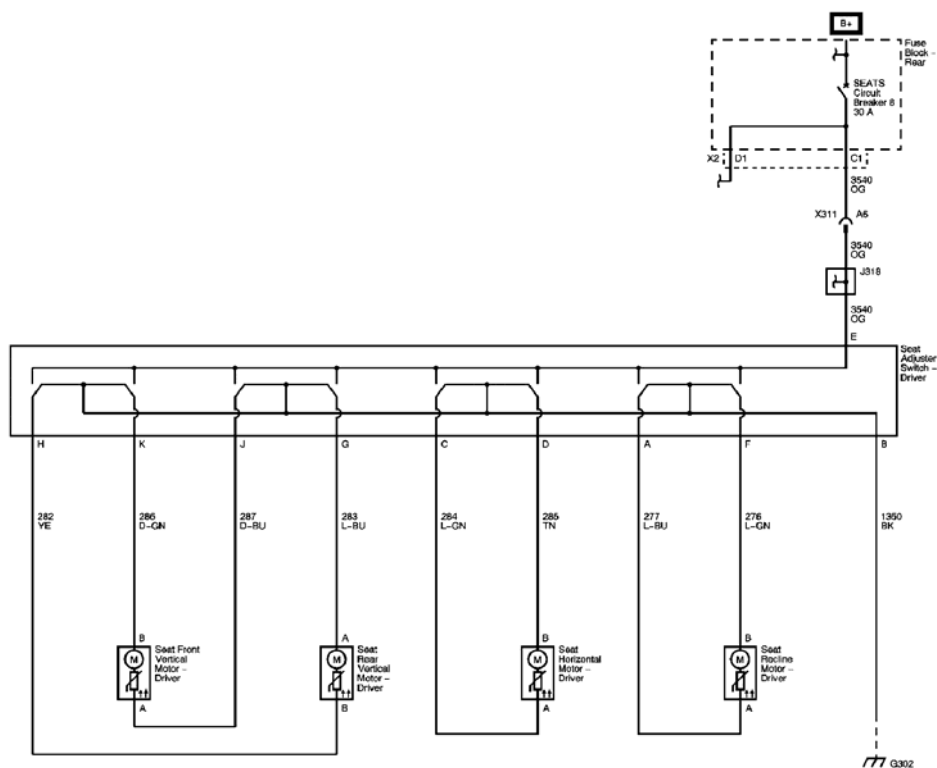 B+
Fuse
Block –
Rear
SEATS
Circuit
Breaker 8
30 A
X2 D1 C1
3540
OG
X311 A6
3540
OG
J318
3540
OG
E
Seat
Adjuster
Switch –
Driver
H K J G C D A F B
282
YE
286
D-GN
287
D-BU
283
L-BU
284
L-GN
285
TN
277
L-BU
276
L-GN
1350
BK
B
M
Seat Front
Vertical
Motor –
Driver
A
A
M
Seat
Rear
Vertical
Motor –
Driver
B
B
M
Seat
Horizontal
Motor –
Driver
A
B
M
Seat
Recline
Motor –
Driver
A
G302